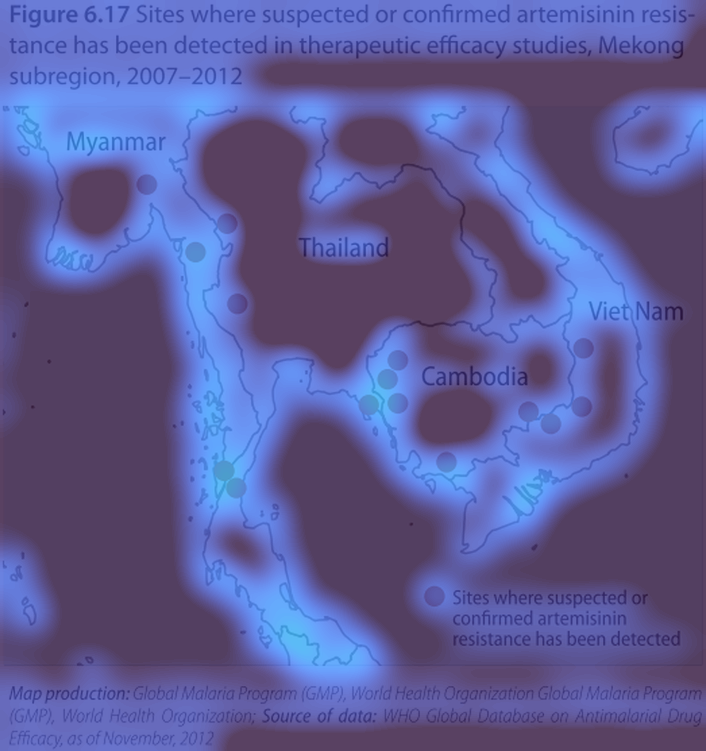 Figure 6.17 Sites where suspected or confirmed artemisinin resis-
tance has been detected in therapeutic efficacy studies, Mekong
subregion, 2007–2012
Myanmar
Thailand
Viet Nam
Cambodia
Sites where suspected or
confirmed artemisinin
resistance has been detected
Map production: Global Malaria Program (GMP), World Health Organization Global Malaria Program
(GMP), World Health Organization; Source of data: WHO Global Database on Antimalarial Drug
Efficacy, as of November, 2012